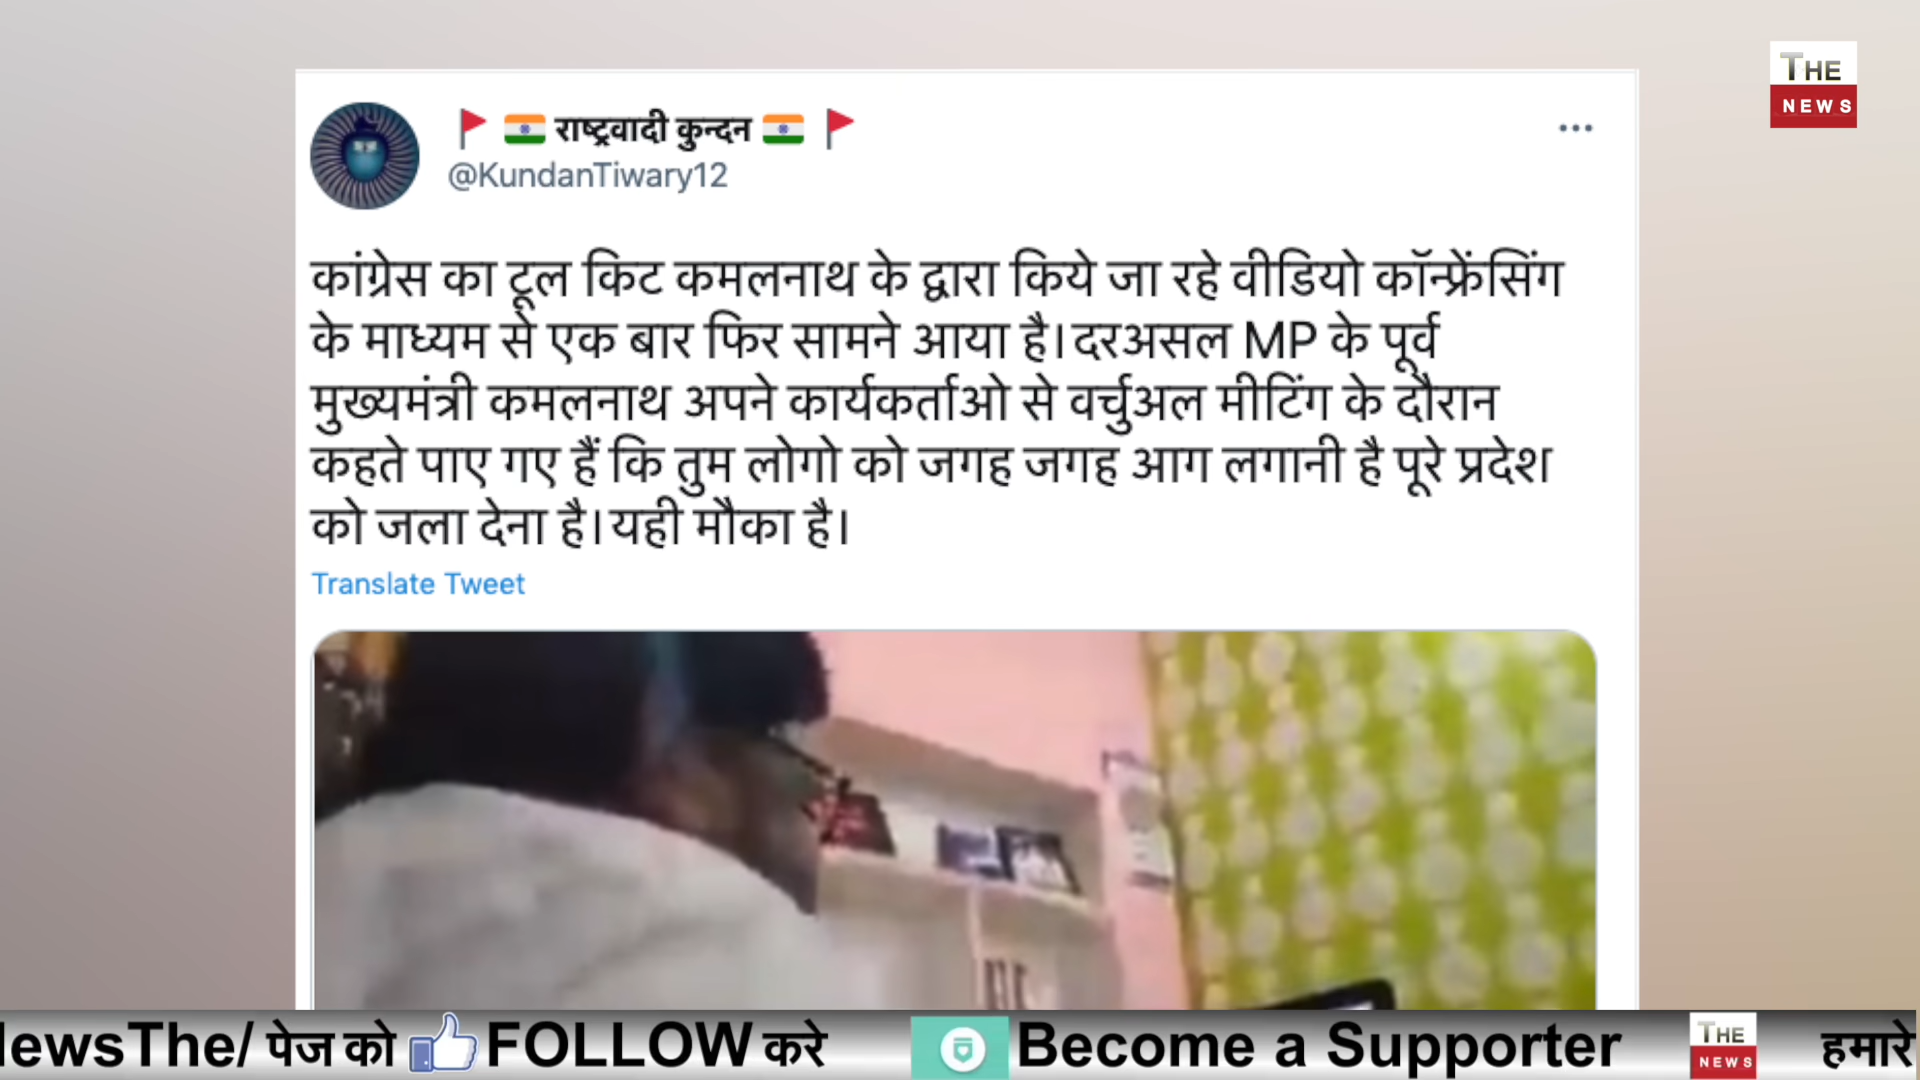 THE
NEWS
राष्ट्रवादी कुन्दन
@KundanTiwary12
कांग्रेस का टूल किट कमलनाथ के द्वारा किये जा रहे वीडियो कॉन्फ्रेंसिंग
के माध्यम से एक बार फिर सामने आया है।दरअसल MP के पूर्व
मुख्यमंत्री कमलनाथ अपने कार्यकर्ताओ से वर्चुअल मीटिंग के दौरान
कहते पाए गए हैं कि तुम लोगो को जगह जगह आग लगानी है पूरे प्रदेश
को जला देना है।यही मौका है।
Translate Tweet
ewsThe/ पेज को FOLLOW करे Become a Supporter THE NEWS हमारे